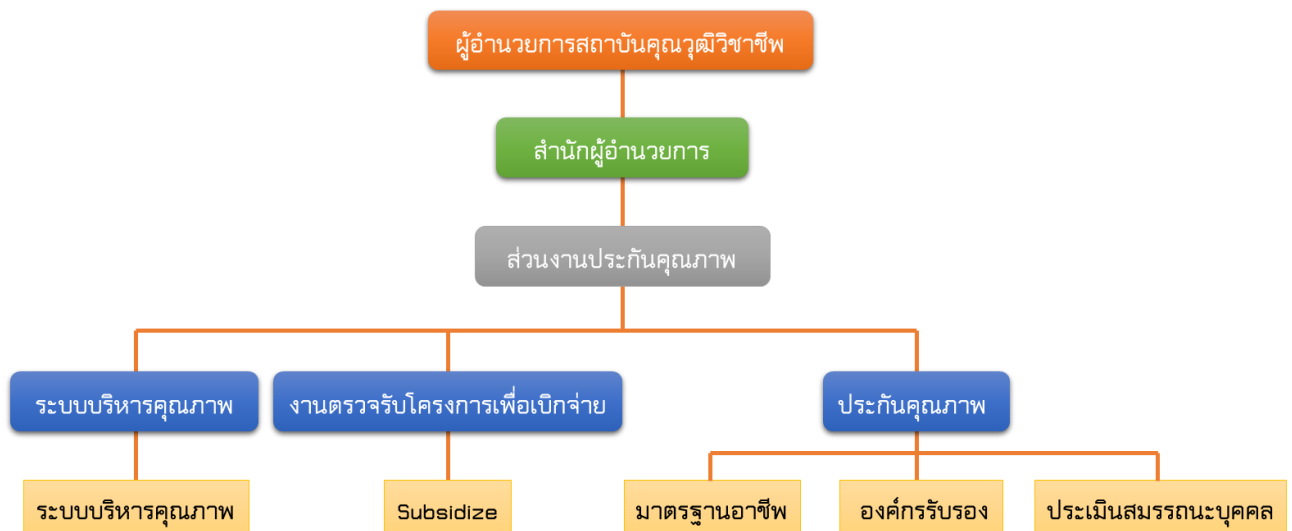 ผู้อำนวยการสถาบันคุณวุฒิวิชาชีพ
สำนักผู้อำนวยการ
ส่วนงานประกันคุณภาพ
ระบบบริหารคุณภาพ
งานตรวจรับโครงการเพื่อเบิกจ่าย
ประกันคุณภาพ
ระบบบริหารคุณภาพ
Subsidize
มาตรฐานอาชีพ
องค์กรรับรอง
ประเมินสมรรถนะบุคคล